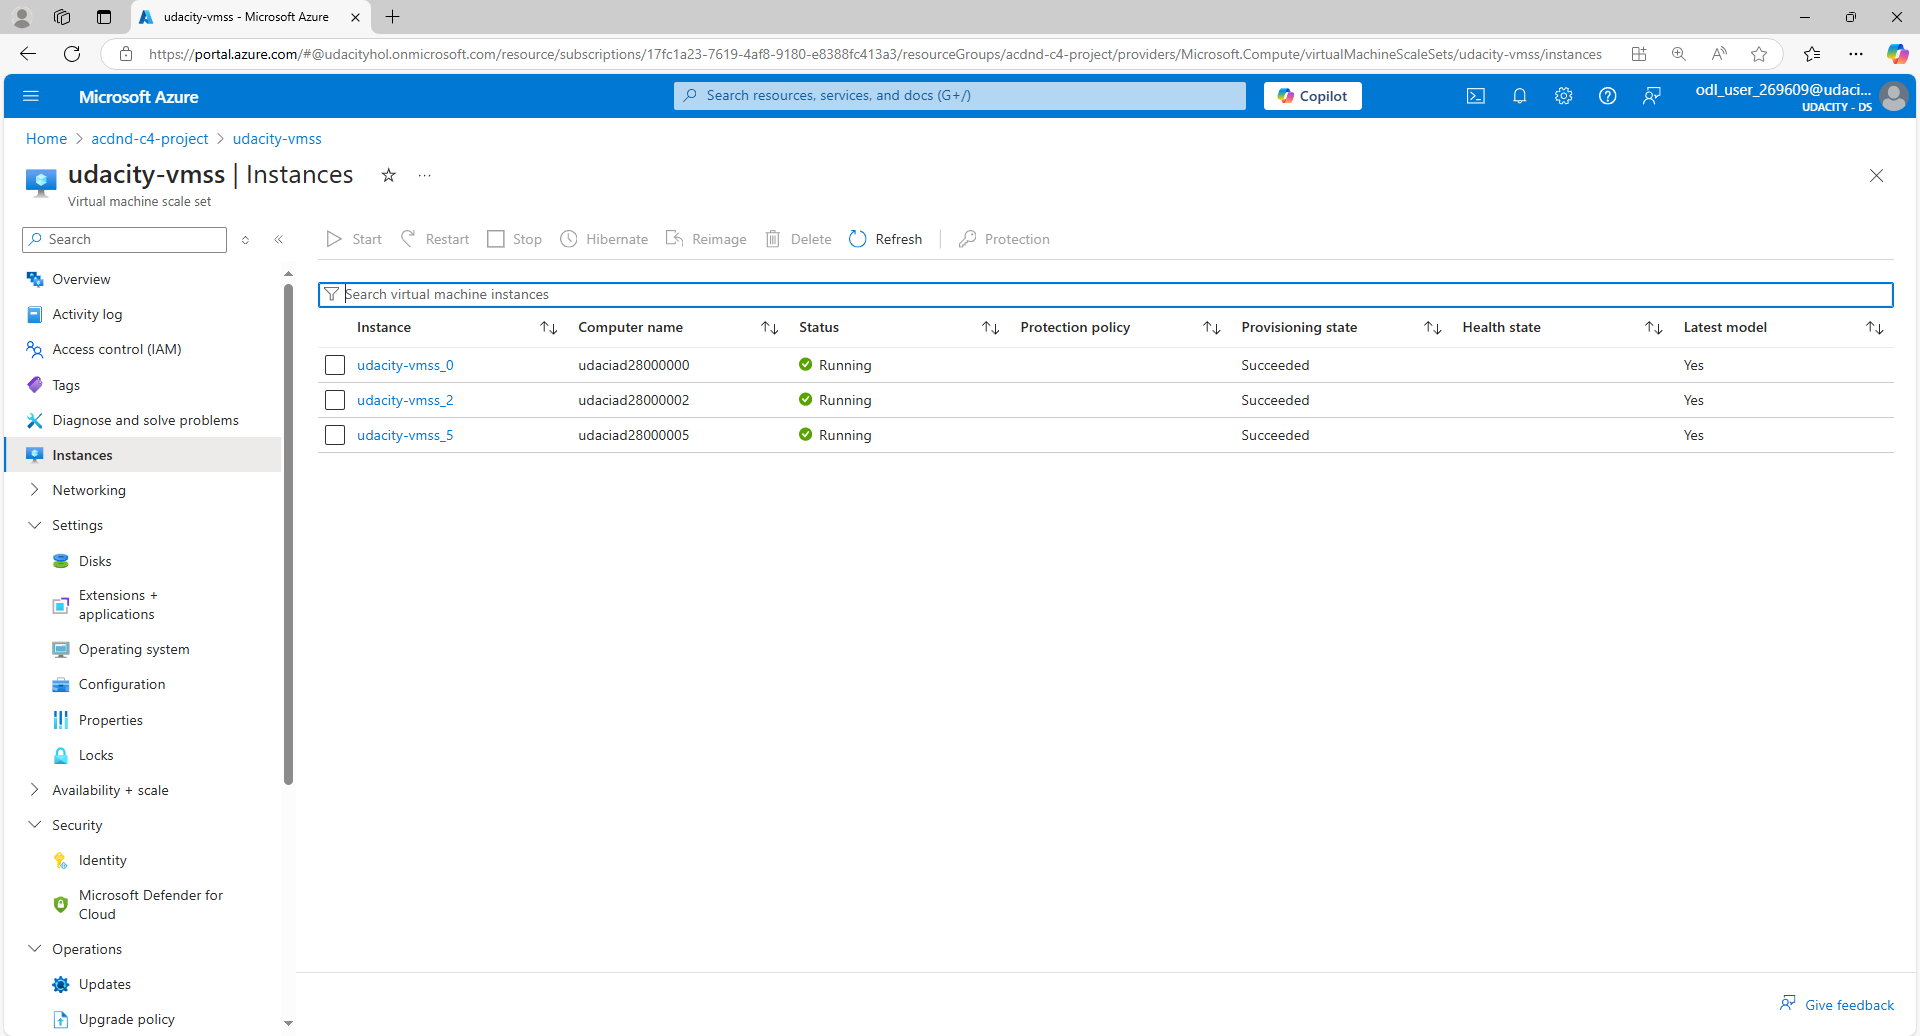 udacity-vmss - Microsoft Azure
https://portal.azure.com/#@udacityhol.onmicrosoft.com/resource/subscriptions/17fc1a23-7619-4af8-9180-e8388fc413a3/resourceGroups/acdnd-c4-project/providers/Microsoft.Compute/virtualMachineScaleSets/udacity-vmss/instances
Microsoft Azure
Search resources, services, and docs (G+/)
Copilot
odl_user_269609@udaci...
UDACITY - DS
Home > acdnd-c4-project > udacity-vmss
udacity-vmss | Instances
Virtual machine scale set
Search
Start Restart Stop Hibernate Reimage Delete Refresh Protection
Overview
Activity log
Access control (IAM)
Tags
Diagnose and solve problems
Instances
Networking
Settings
Disks
Extensions +
applications
Operating system
Configuration
Properties
Locks
Availability + scale
Security
Identity
Microsoft Defender for
Cloud
Operations
Updates
Upgrade policy
Search virtual machine instances
Instance Computer name Status Protection policy Provisioning state Health state Latest model
udacity-vmss_0 udaciad28000000 Running Succeeded Yes
udacity-vmss_2 udaciad28000002 Running Succeeded Yes
udacity-vmss_5 udaciad28000005 Running Succeeded Yes
Give feedback